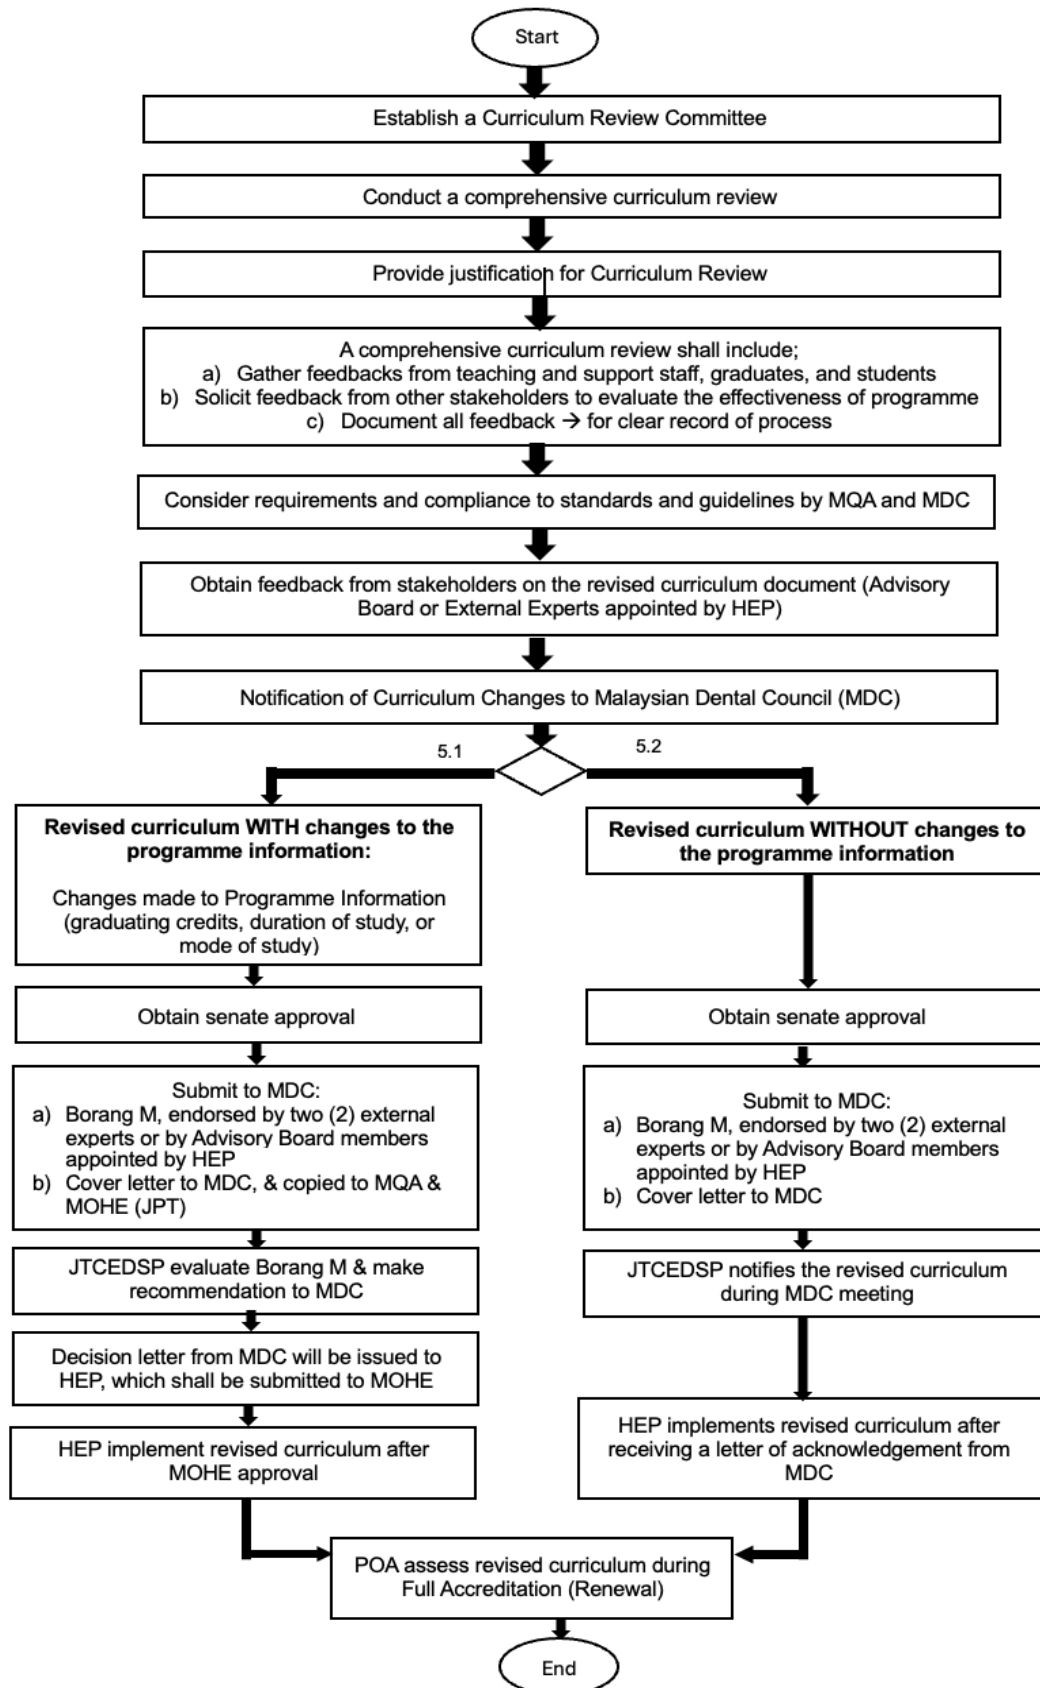 Start
Establish a Curriculum Review Committee
Conduct a comprehensive curriculum review
Provide justification for Curriculum Review
A comprehensive curriculum review shall include;
a) Gather feedbacks from teaching and support staff, graduates, and students
b) Solicit feedback from other stakeholders to evaluate the effectiveness of programme
c) Document all feedback → for clear record of process
Consider requirements and compliance to standards and guidelines by MQA and MDC
Obtain feedback from stakeholders on the revised curriculum document (Advisory
Board or External Experts appointed by HEP)
Notification of Curriculum Changes to Malaysian Dental Council (MDC)
5.1
5.2
Revised curriculum WITH changes to the
programme information:
Changes made to Programme Information
(graduating credits, duration of study, or
mode of study)
Obtain senate approval
Submit to MDC:
a) Borang M, endorsed by two (2) external
experts or by Advisory Board members
appointed by HEP
b) Cover letter to MDC, & copied to MQA &
MOHE (JPT)
JTCEDSP evaluate Borang M & make
recommendation to MDC
Decision letter from MDC will be issued to
HEP, which shall be submitted to MOHE
HEP implement revised curriculum after
MOHE approval
Revised curriculum WITHOUT changes to
the programme information
Obtain senate approval
Submit to MDC:
a) Borang M, endorsed by two (2) external
experts or by Advisory Board members
appointed by HEP
b) Cover letter to MDC
JTCEDSP notifies the revised curriculum
during MDC meeting
HEP implements revised curriculum after
receiving a letter of acknowledgement from
MDC
POA assess revised curriculum during
Full Accreditation (Renewal)
End